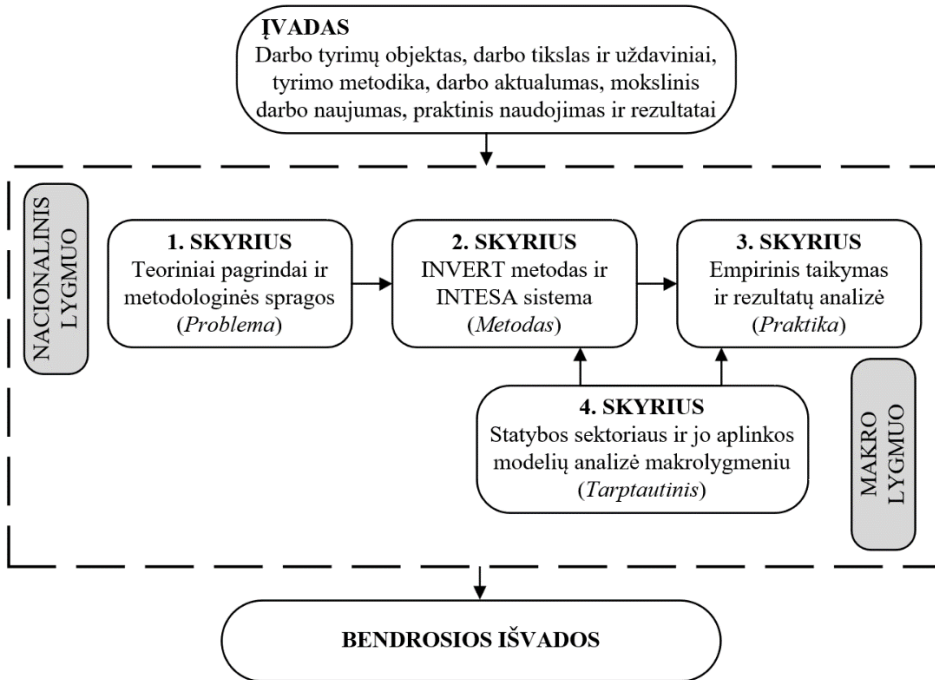 ĮVADAS
Darbo tyrimų objektas, darbo tikslas ir uždaviniai,
tyrimo metodika, darbo aktualumas, mokslinis
darbo naujumas, praktinis naudojimas ir rezultatai
NACIONALINIS
LYGMUO
1. SKYRIUS
Teoriniai pagrindai ir
metodologinės spragos
(Problema)
2. SKYRIUS
INVERT metodas ir
INTESA sistema
(Metodas)
3. SKYRIUS
Empirinis taikymas
ir rezultatų analizė
(Praktika)
4. SKYRIUS
Statybos sektoriaus ir jo aplinkos
modelių analizė makrolygmeniu
(Tarptautinis)
MAKRO
LYGMUO
BENDROSIOS IŠVADOS